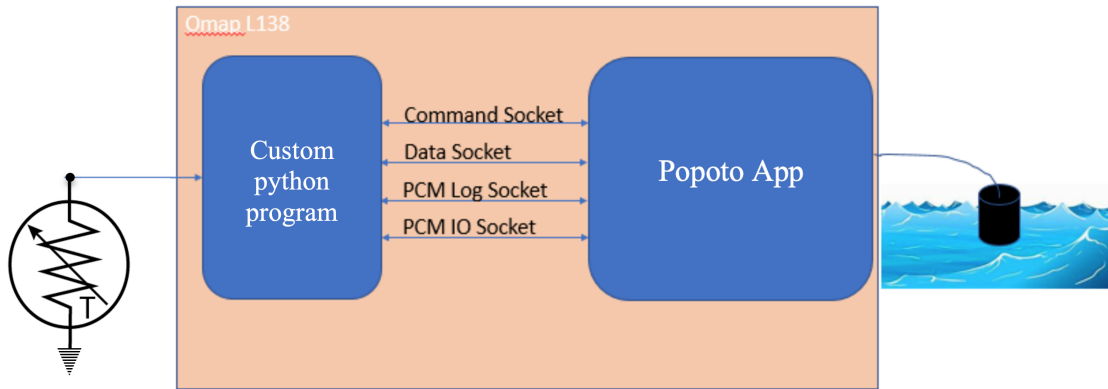 Omap L138
Custom
python
program
Command Socket
Data Socket
PCM Log Socket
PCM IO Socket
Popoto App
T